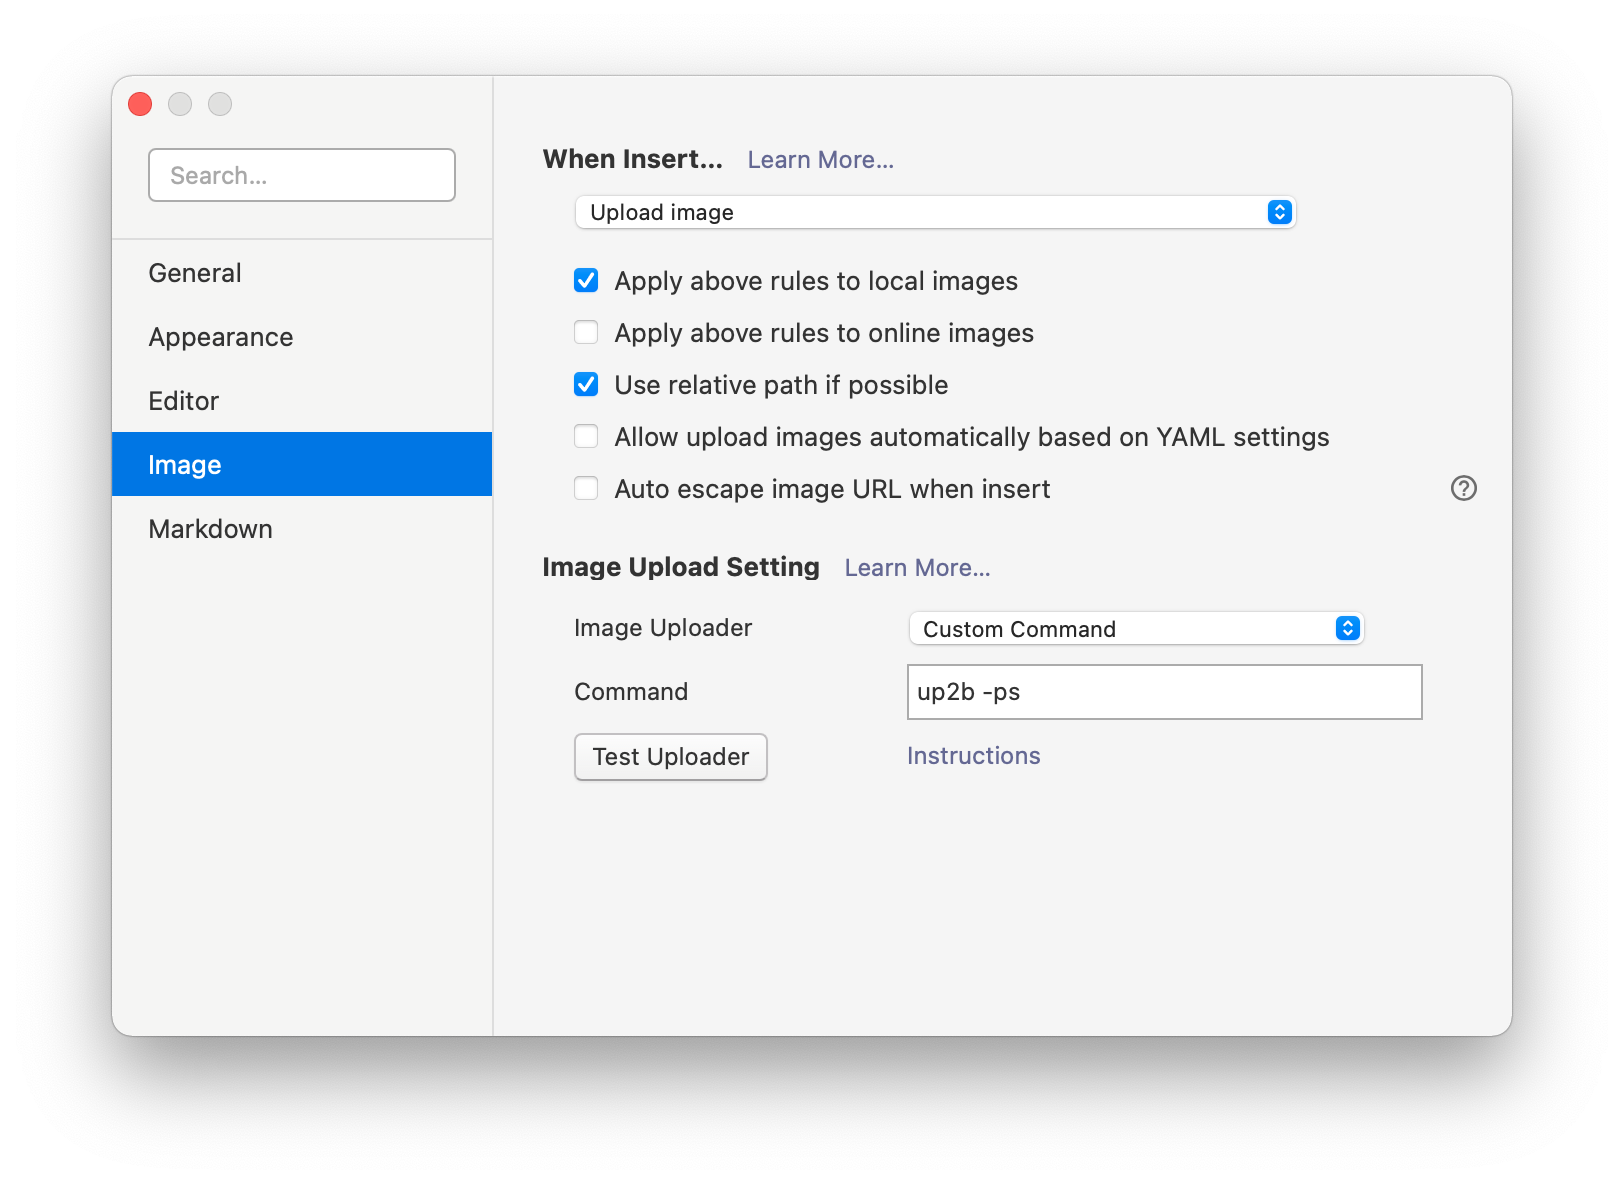 Search...
General
Appearance
Editor
Image
Markdown
When Insert... Learn More...
Upload image
Apply above rules to local images
Apply above rules to online images
Use relative path if possible
Allow upload images automatically based on YAML settings
Auto escape image URL when insert
Image Upload Setting Learn More...
Image Uploader Custom Command
Command up2b -ps
Test Uploader Instructions